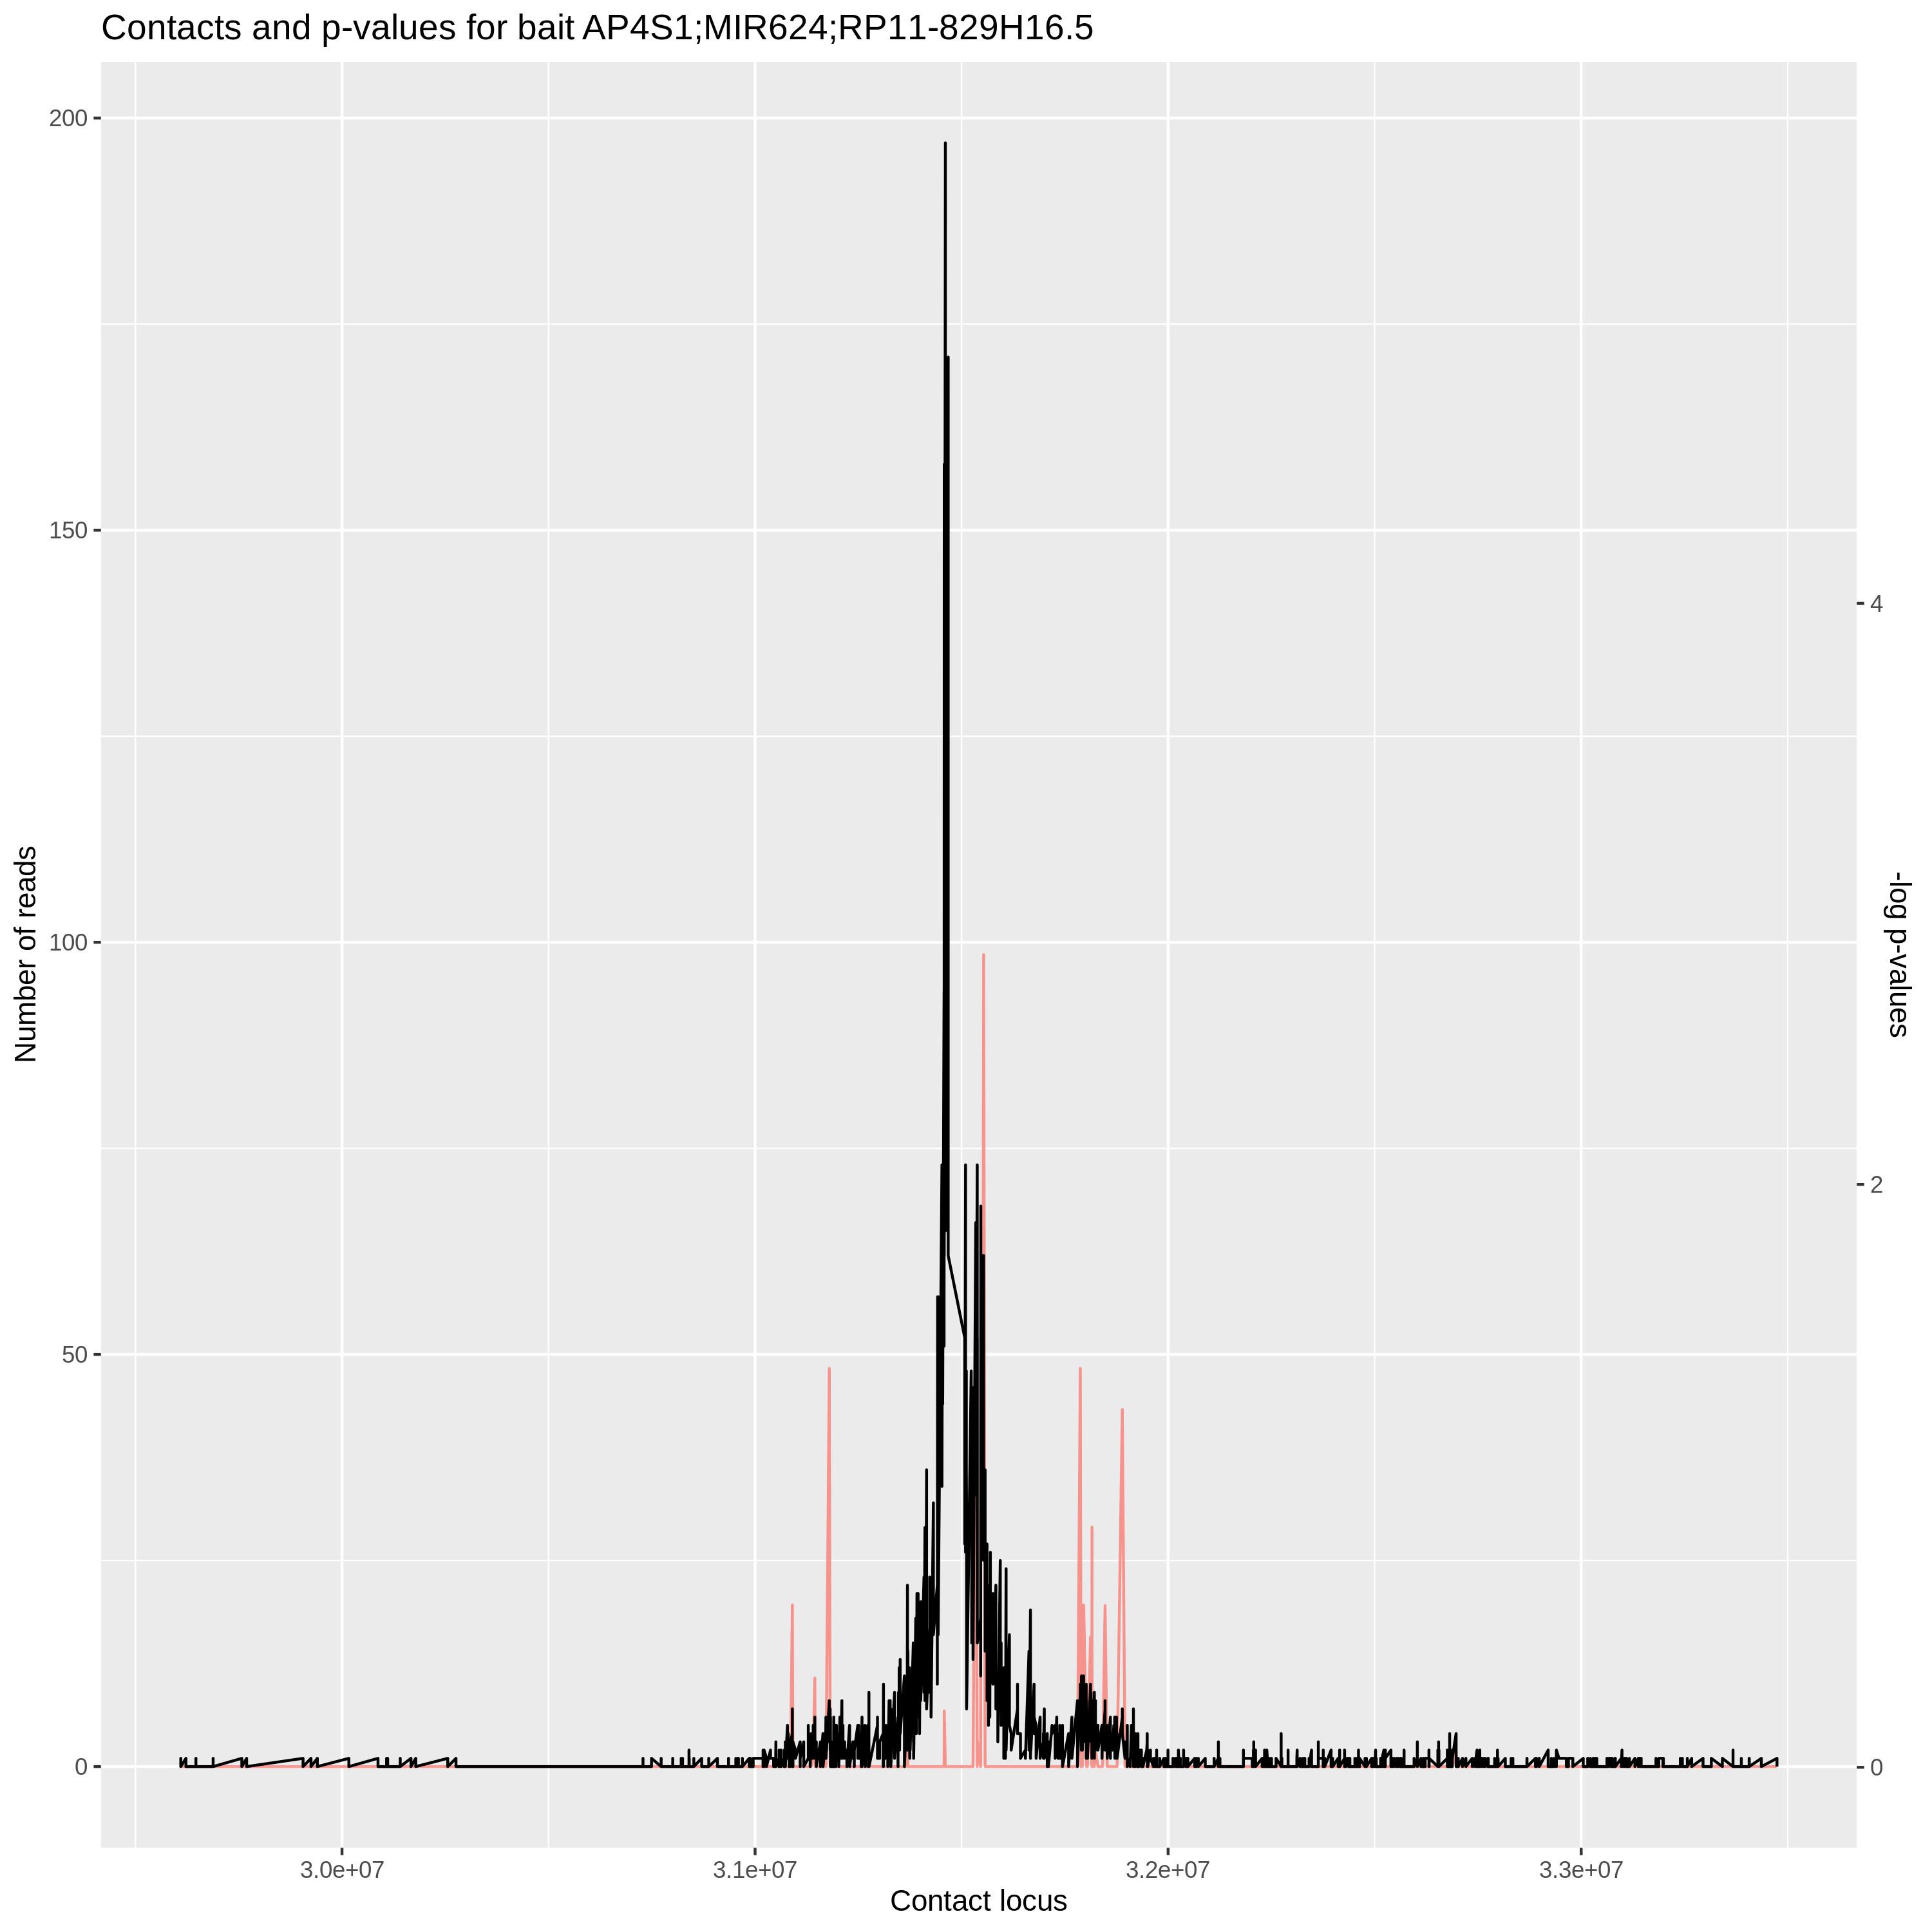 Contacts and p-values for bait AP4S1;MIR624;RP11-829H16.5
200
150
100
50
0
Number of reads
4
2
0
-log p-values
3.0e+07
3.1e+07
3.2e+07
3.3e+07
Contact locus